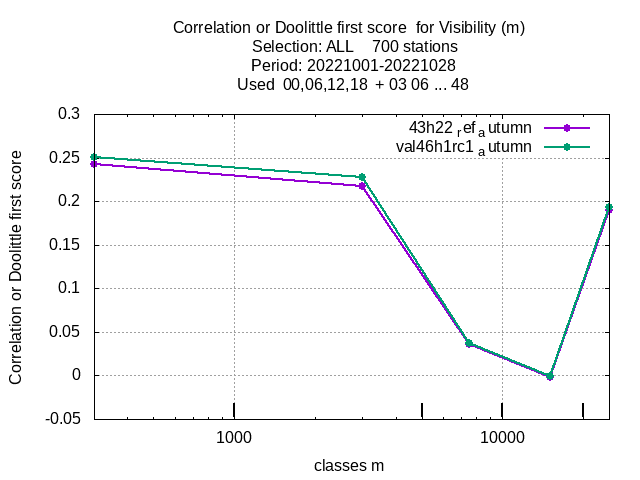 Correlation or Doolittle first score  for Visibility (m)
Selection: ALL    700 stations
Period: 20221001-20221028
Used  00,06,12,18  + 03 06 ... 48
43h22 ref autumn
val46h1rc1 autumn
0.3
0.25
0.2
0.15
0.1
0.05
0
-0.05
Correlation or Doolittle first score
1000
10000
classes m